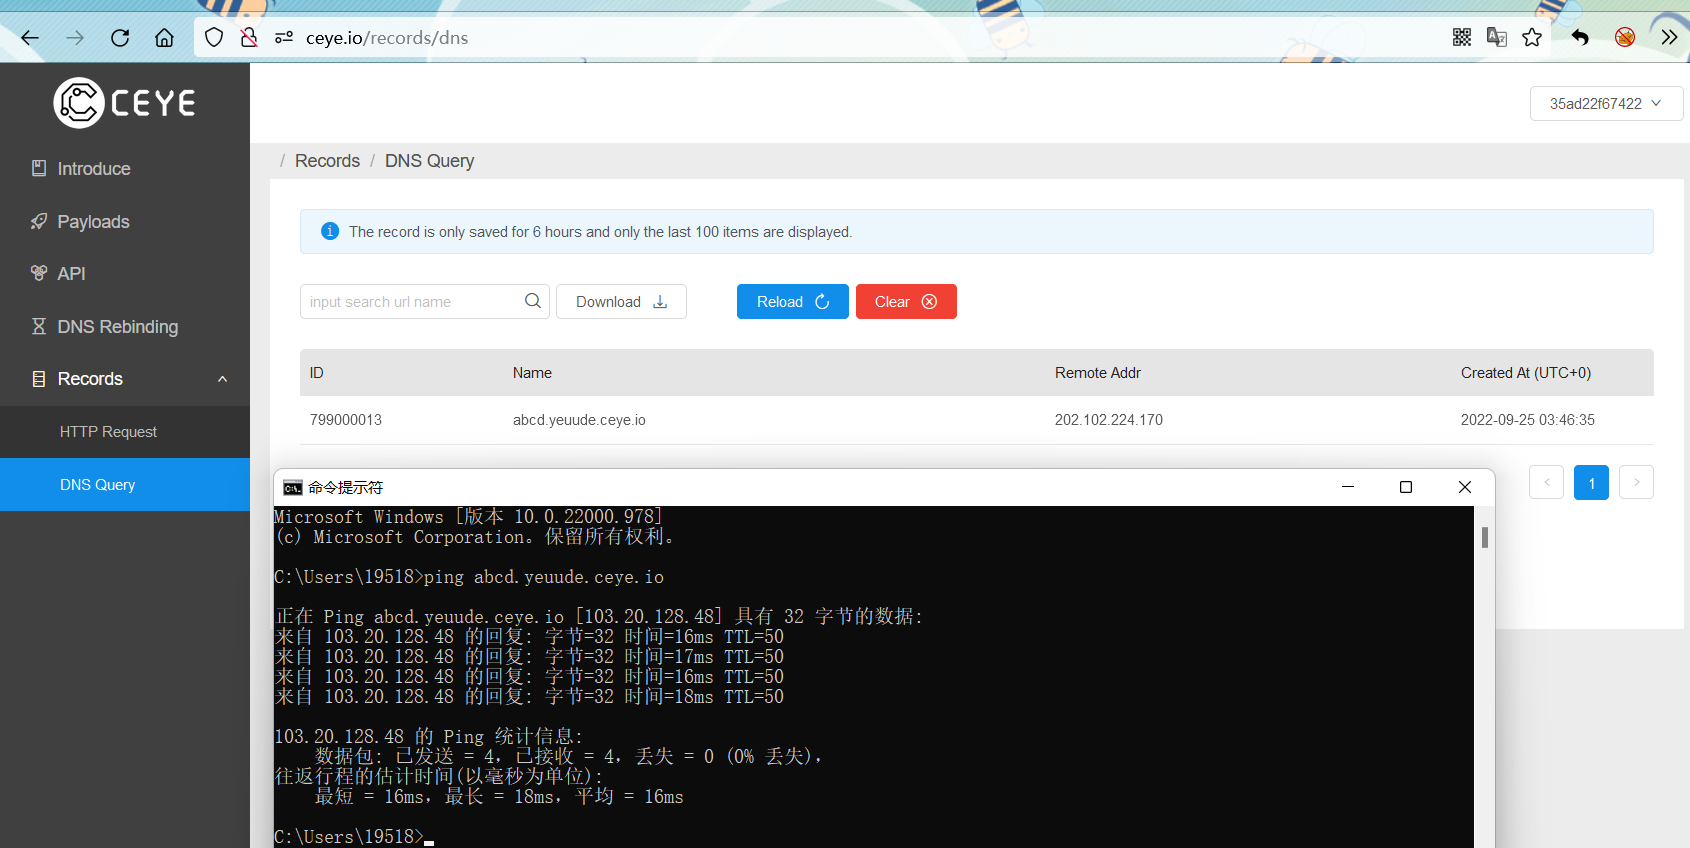 ceye.io/records/dns
CEYE
35ad22f67422
Introduce
Payloads
API
DNS Rebinding
Records
HTTP Request
DNS Query
/ Records / DNS Query
The record is only saved for 6 hours and only the last 100 items are displayed.
input search url name
Download
Reload
Clear
ID Name Remote Addr Created At (UTC+0)
799000013 abcd.yeuude.ceye.io 202.102.224.170 2022-09-25 03:46:35
1
命令提示符
Microsoft Windows [版本 10.0.22000.978]
(c) Microsoft Corporation。保留所有权利。
C:\Users\19518>ping abcd.yeuude.ceye.io
正在 Ping abcd.yeuude.ceye.io [103.20.128.48] 具有 32 字节的数据:
来自 103.20.128.48 的回复: 字节=32 时间=16ms TTL=50
来自 103.20.128.48 的回复: 字节=32 时间=17ms TTL=50
来自 103.20.128.48 的回复: 字节=32 时间=16ms TTL=50
来自 103.20.128.48 的回复: 字节=32 时间=18ms TTL=50
103.20.128.48 的 Ping 统计信息:
数据包: 已发送 = 4，已接收 = 4，丢失 = 0 (0% 丢失)，
往返行程的估计时间(以毫秒为单位):
最短 = 16ms，最长 = 18ms，平均 = 16ms
C:\Users\19518>